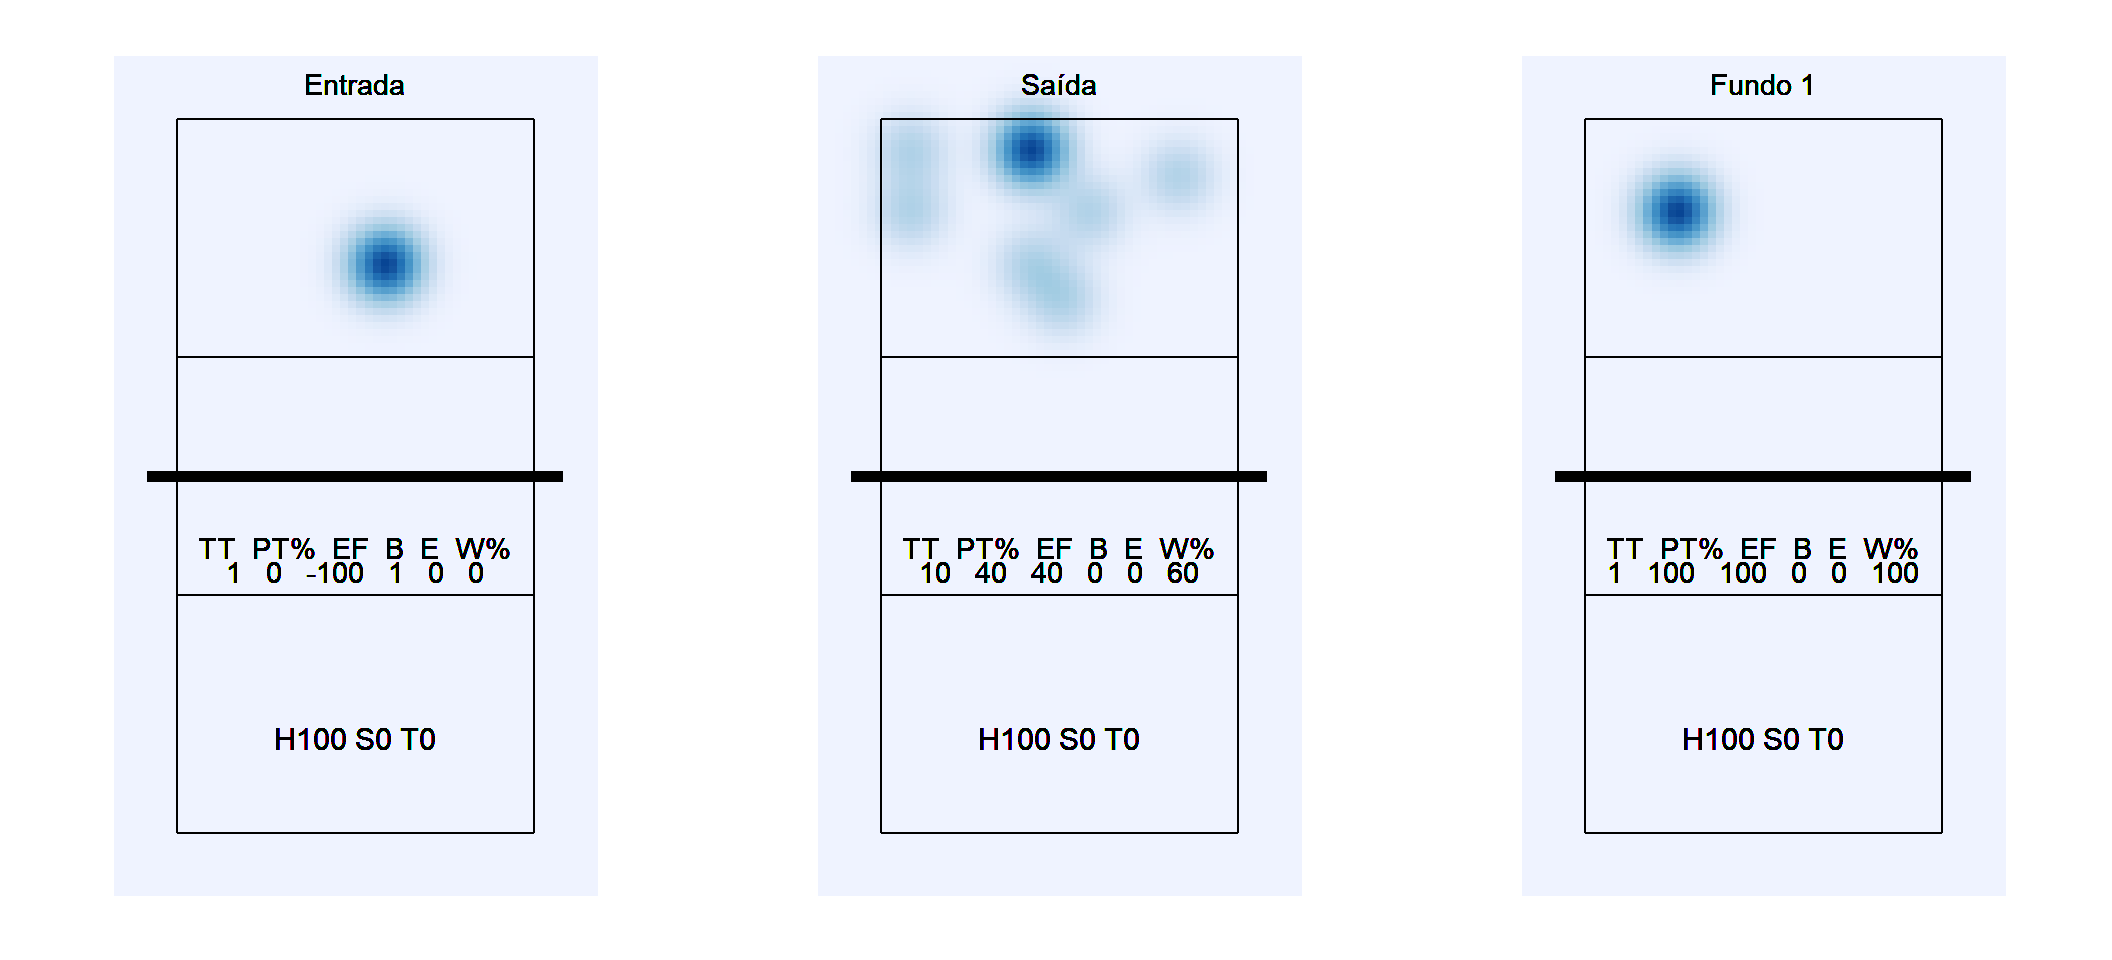 Entrada
TT PT% EF B E W%
1 0 -100 1 0 0
H100 S0 T0
Saída
TT PT% EF B E W%
10 40 40 0 0 60
H100 S0 T0
Fundo 1
TT PT% EF B E W%
1 100 100 0 0 100
H100 S0 T0